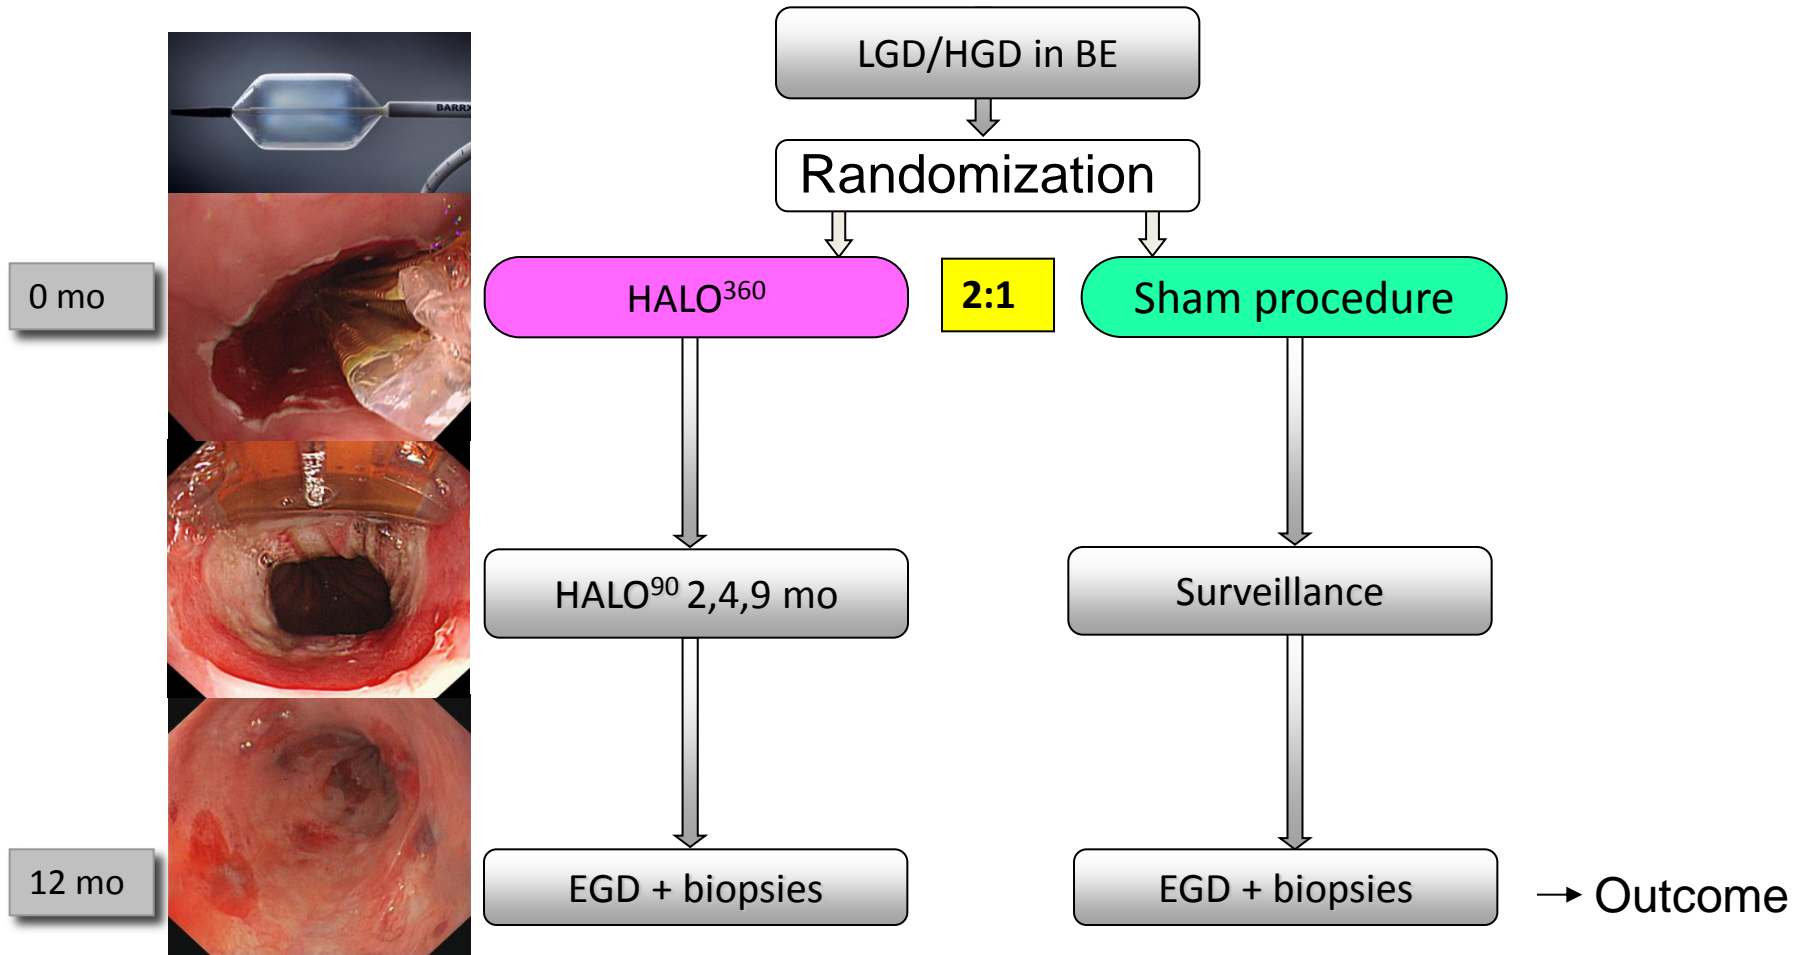 LGD/HGD in BE
BARRX
Randomization
0 mo
HALO³⁶⁰
2:1
Sham procedure
HALO⁹⁰ 2,4,9 mo
Surveillance
12 mo
EGD + biopsies
EGD + biopsies
Outcome